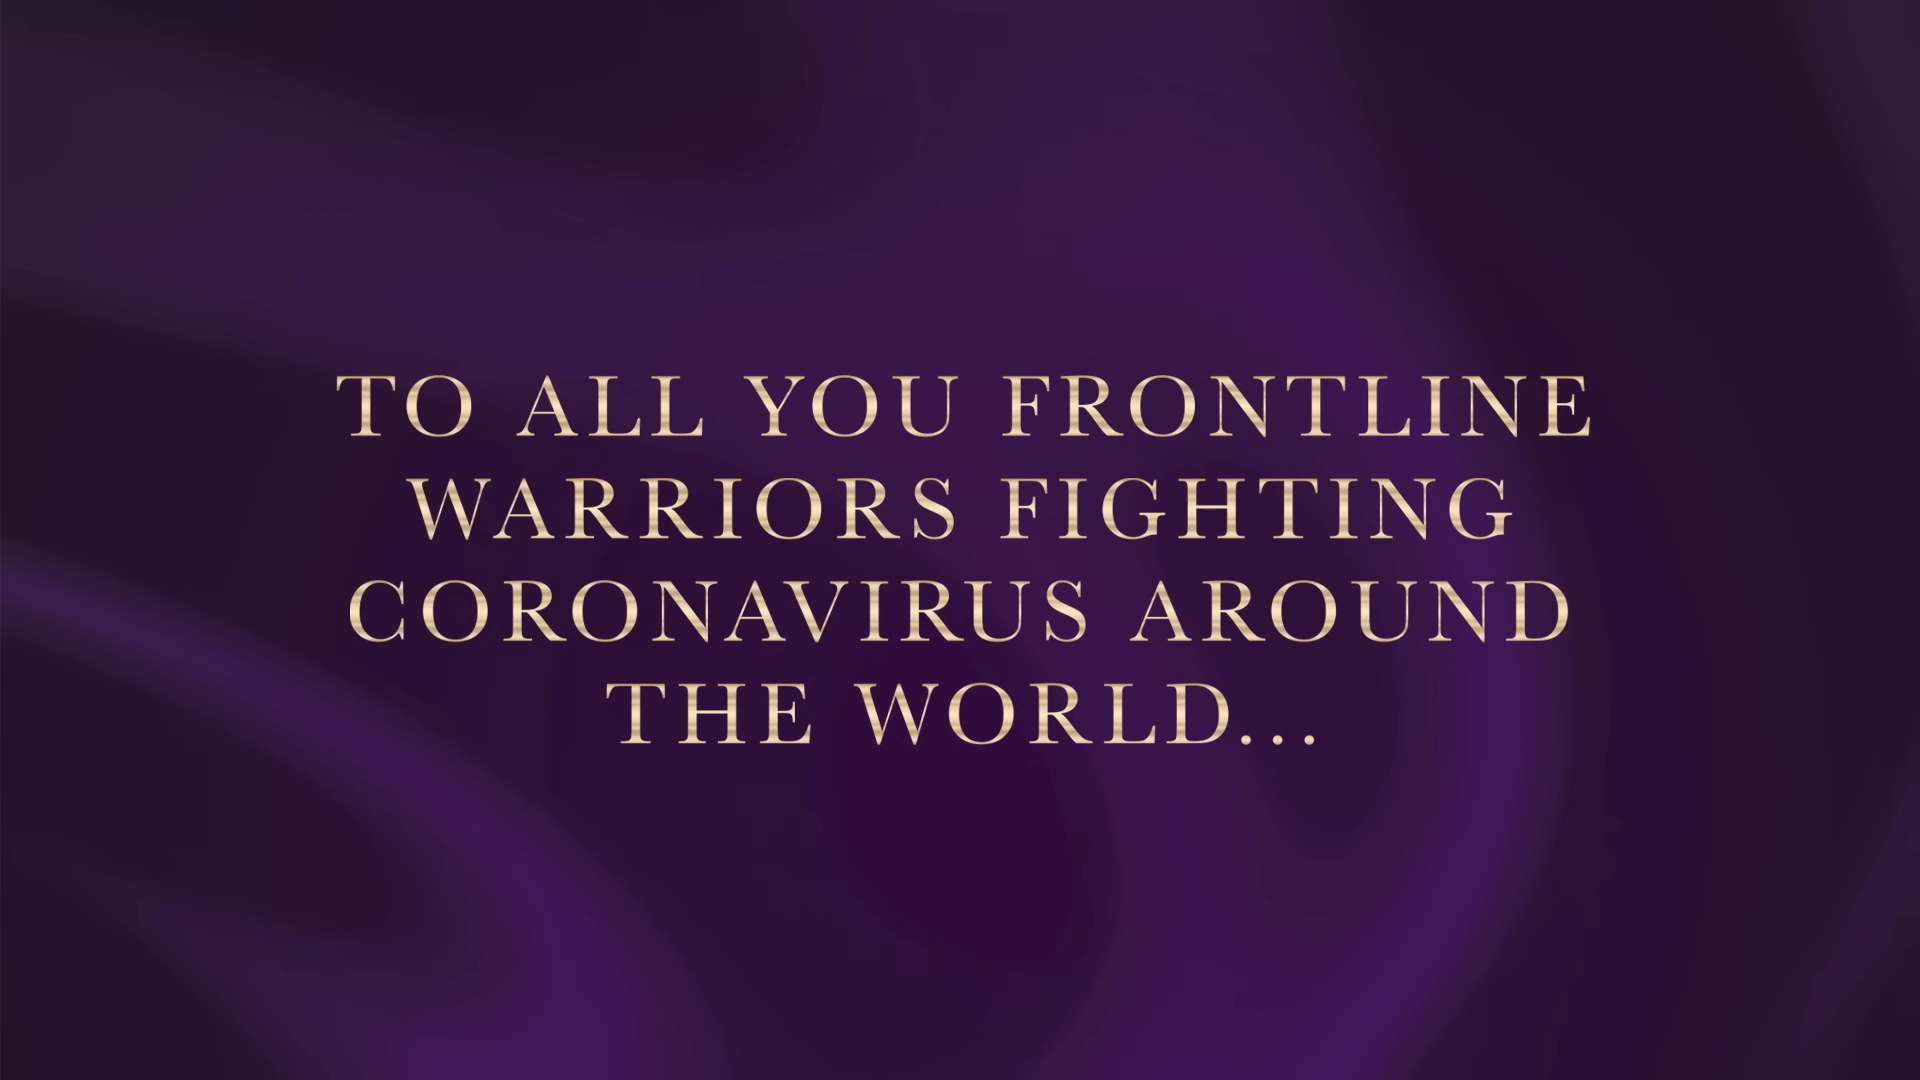 TO ALL YOU FRONTLINE
WARRIORS FIGHTING
CORONAVIRUS AROUND
THE WORLD...